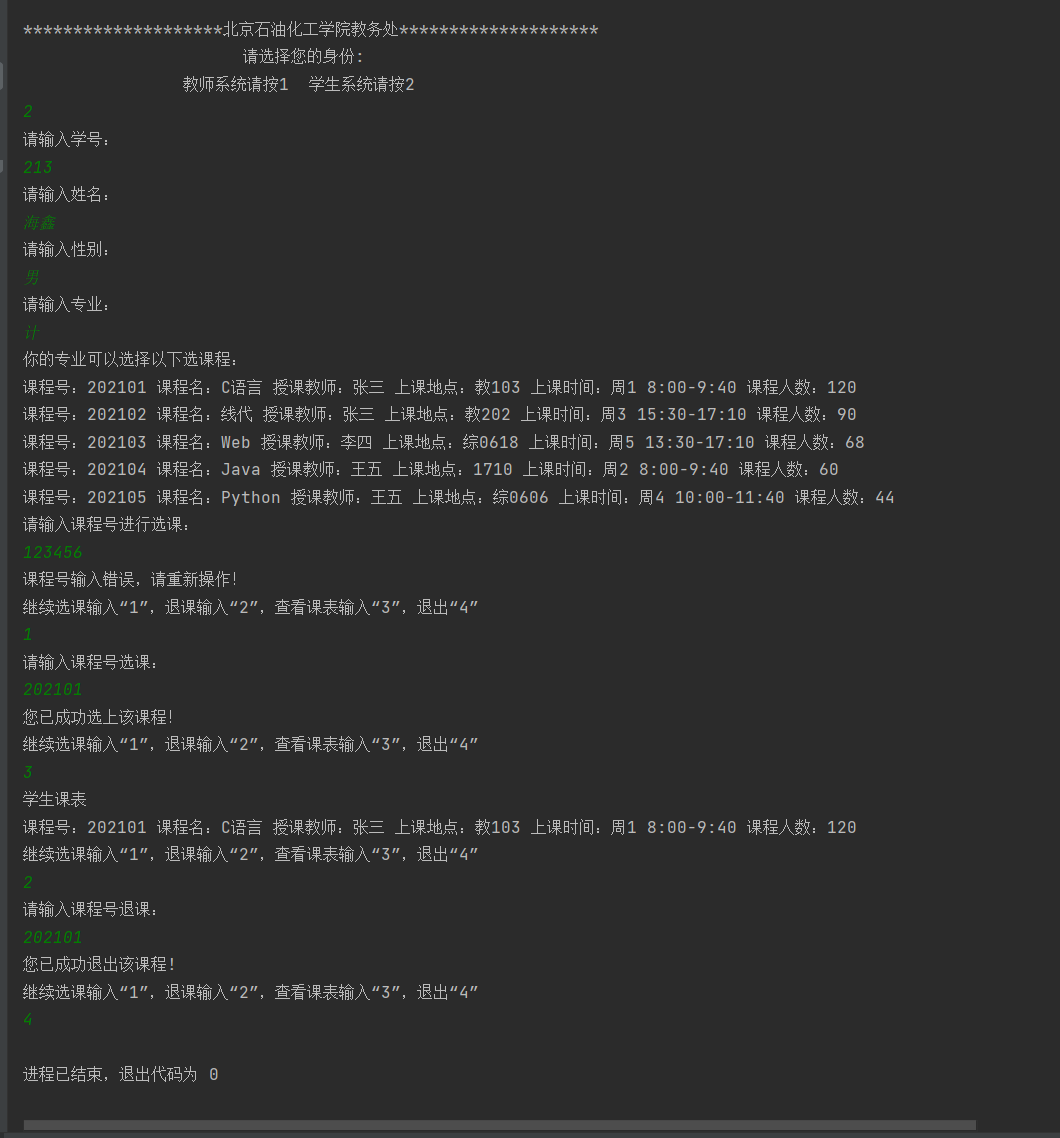 ********************北京石油化工学院教务处********************
请选择您的身份:
教师系统请按1  学生系统请按2
2
请输入学号:
213
请输入姓名:
海鑫
请输入性别:
男
请输入专业:
计
你的专业可以选择以下选课程:
课程号: 202101 课程名: C语言 授课教师: 张三 上课地点: 教103 上课时间: 周1 8:00-9:40 课程人数: 120
课程号: 202102 课程名: 线代 授课教师: 张三 上课地点: 教202 上课时间: 周3 15:30-17:10 课程人数: 90
课程号: 202103 课程名: Web 授课教师: 李四 上课地点: 综0618 上课时间: 周5 13:30-17:10 课程人数: 68
课程号: 202104 课程名: Java 授课教师: 王五 上课地点: 1710 上课时间: 周2 8:00-9:40 课程人数: 60
课程号: 202105 课程名: Python 授课教师: 王五 上课地点: 综0606 上课时间: 周4 10:00-11:40 课程人数: 44
请输入课程号进行选课:
123456
课程号输入错误，请重新操作!
继续选课输入“1”，退课输入“2”，查看课表输入“3”，退出“4”
1
请输入课程号选课:
202101
您已成功选上该课程!
继续选课输入“1”，退课输入“2”，查看课表输入“3”，退出“4”
3
学生课表
课程号: 202101 课程名: C语言 授课教师: 张三 上课地点: 教103 上课时间: 周1 8:00-9:40 课程人数: 120
继续选课输入“1”，退课输入“2”，查看课表输入“3”，退出“4”
2
请输入课程号退课:
202101
您已成功退出该课程!
继续选课输入“1”，退课输入“2”，查看课表输入“3”，退出“4”
4
进程已结束，退出代码为 0